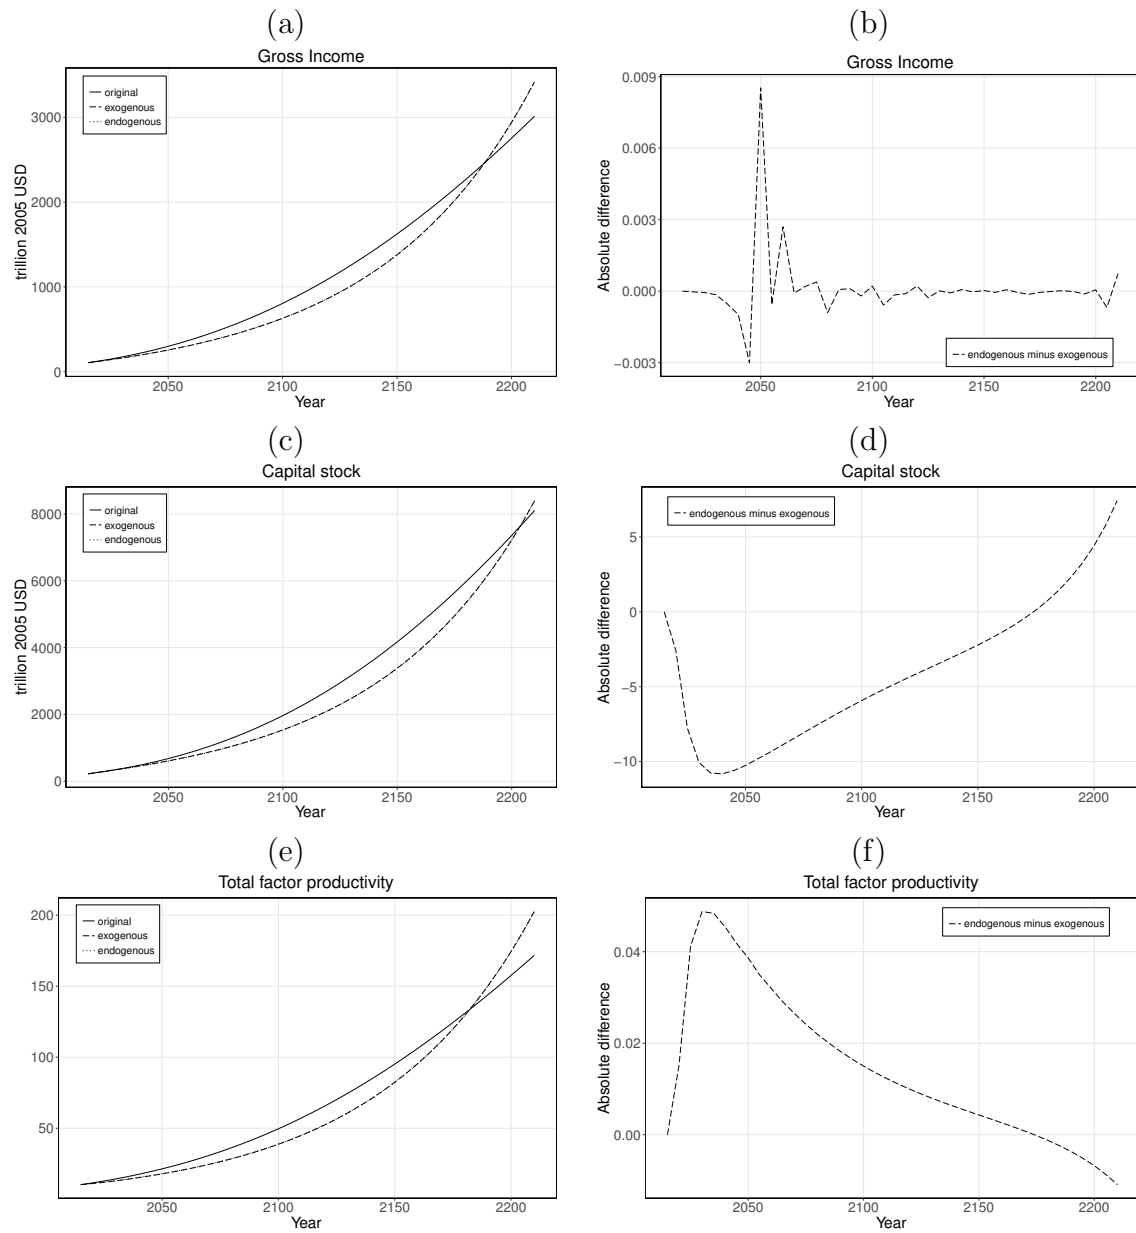 (a)
Gross Income
original
exogenous
endogenous
3000
2000
1000
0
trillion 2005 USD
2050 2100 2150 2200
Year
(b)
Gross Income
0.009
0.006
0.003
0.000
−0.003
Absolute difference
endogenous minus exogenous
2050 2100 2150 2200
Year
(c)
Capital stock
original
exogenous
endogenous
8000
6000
4000
2000
0
trillion 2005 USD
2050 2100 2150 2200
Year
(d)
Capital stock
endogenous minus exogenous
5
0
−5
−10
Absolute difference
2050 2100 2150 2200
Year
(e)
Total factor productivity
original
exogenous
endogenous
200
150
100
50
2050 2100 2150 2200
Year
(f)
Total factor productivity
endogenous minus exogenous
0.04
0.02
0.00
Absolute difference
2050 2100 2150 2200
Year